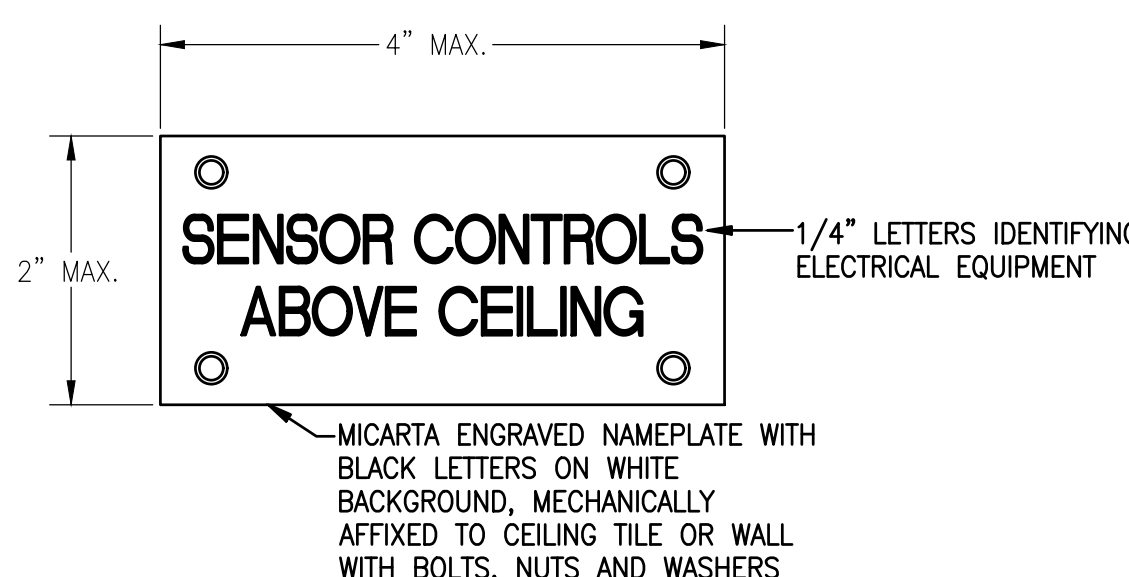 4" MAX.
2" MAX.
SENSOR CONTROLS
ABOVE CEILING
1/4" LETTERS IDENTIFYING
ELECTRICAL EQUIPMENT
MICARTA ENGRAVED NAMEPLATE WITH
BLACK LETTERS ON WHITE
BACKGROUND, MECHANICALLY
AFFIXED TO CEILING TILE OR WALL
WITH BOLTS, NUTS AND WASHERS